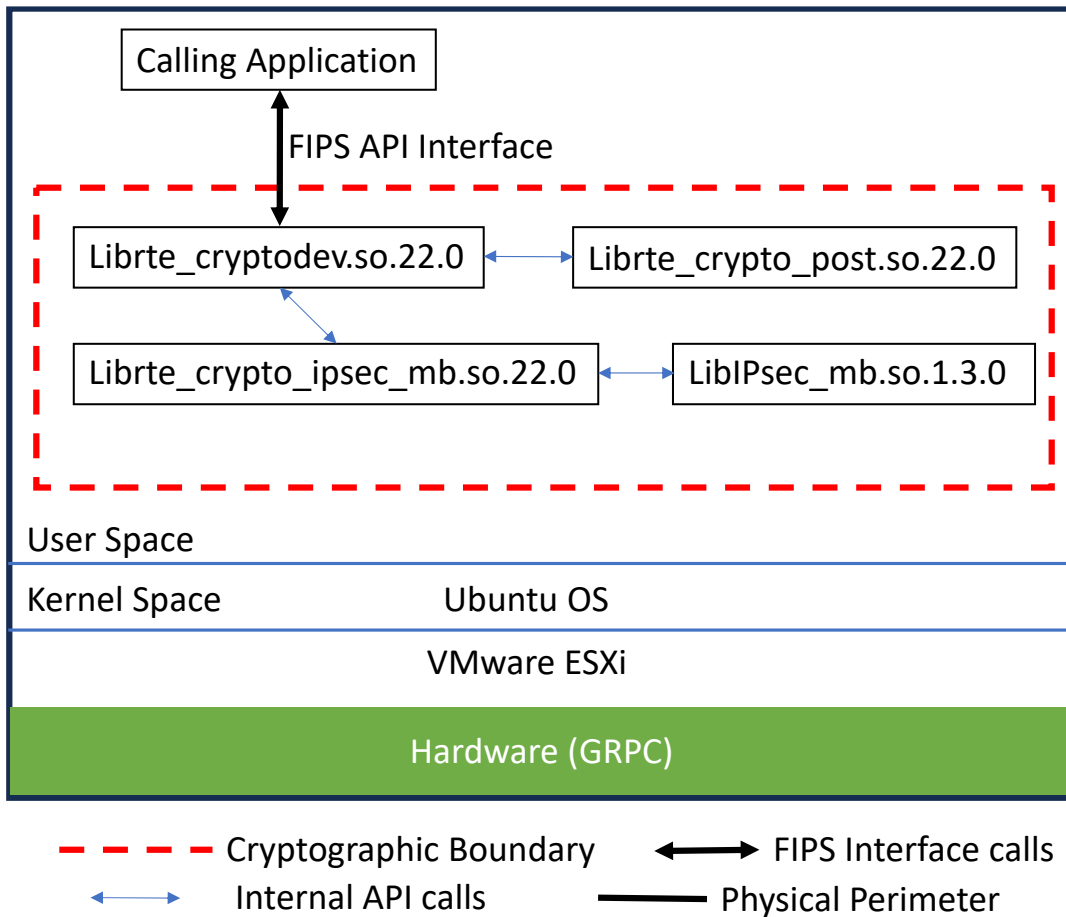 Calling Application
FIPS API Interface
Librte_cryptodev.so.22.0
Librte_crypto_post.so.22.0
Librte_crypto_ipsec_mb.so.22.0
LibIPsec_mb.so.1.3.0
User Space
Kernel Space
Ubuntu OS
VMware ESXi
Hardware (GRPC)
Cryptographic Boundary
FIPS Interface calls
Internal API calls
Physical Perimeter